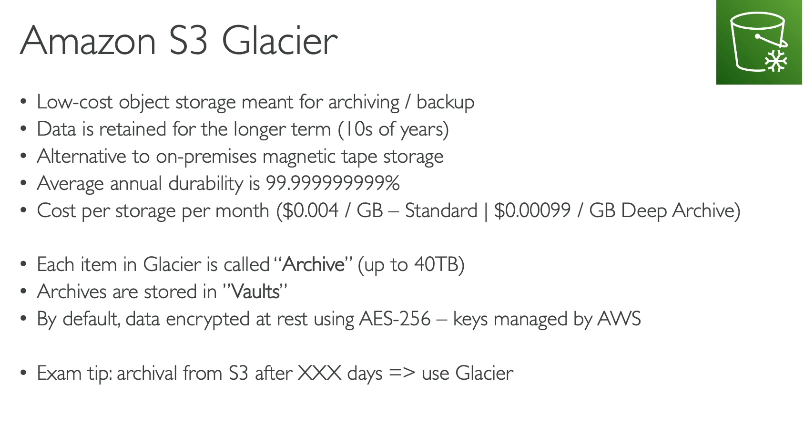 Amazon S3 Glacier
• Low-cost object storage meant for archiving / backup
• Data is retained for the longer term (10s of years)
• Alternative to on-premises magnetic tape storage
• Average annual durability is 99.999999999%
• Cost per storage per month ($0.004 / GB – Standard | $0.00099 / GB Deep Archive)
• Each item in Glacier is called “Archive” (up to 40TB)
• Archives are stored in ”Vaults”
• By default, data encrypted at rest using AES-256 – keys managed by AWS
• Exam tip: archival from S3 after XXX days => use Glacier